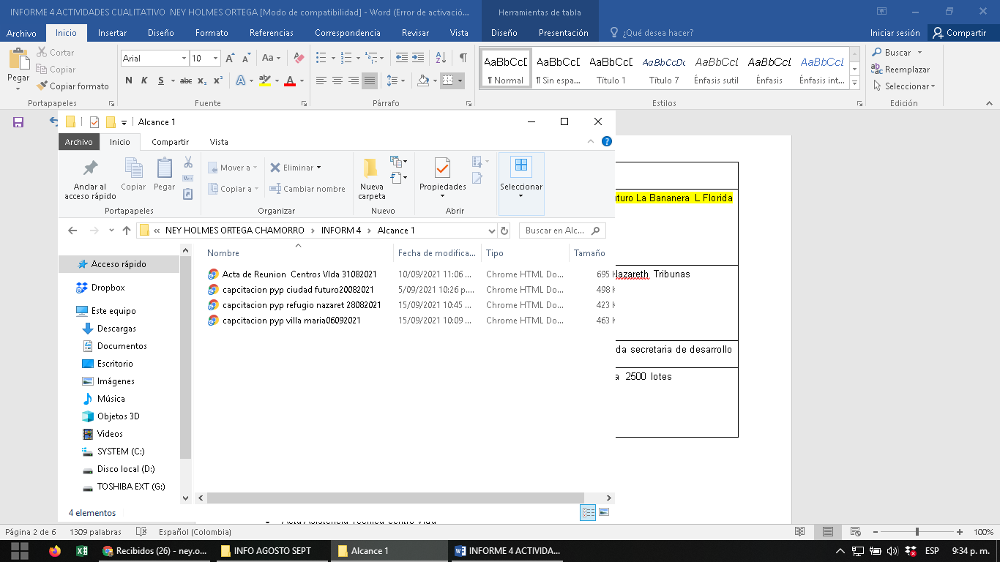 INFORME 4 ACTIVIDADES CUALITATIVO NEY HOLMES ORTEGA [Modo de compatibilidad] - Word (Error de activació...
Herramientas de tabla
Archivo Inicio Insertar Diseño Formato Referencias Correspondencia Revisar Vista Diseño Presentación ¿Qué desea hacer? Iniciar sesión Compartir
Pegar
Cortar
Copiar
Copiar formato
Portapapeles
Arial 10
Aa
N K S abc x₂ x²
Fuente
Párrafo
AaBbCcD AaBbCcD AaBbCcI AaBbCcDc AaBbCcI AaBbCcI AaBbCcI
¶ Normal ¶ Sin espa... Título 1 Título 7 Énfasis sutil Énfasis Énfasis int...
Estilos
Buscar
Reemplazar
Seleccionar
Edición
Alcance 1
Archivo Inicio Compartir Vista
Anclar al acceso rápido
Copiar
Pegar
Portapapeles
Mover a
Copiar a
Eliminar
Cambiar nombre
Organizar
Nueva carpeta
Nuevo
Propiedades
Abrir
Seleccionar
« NEY HOLMES ORTEGA CHAMORRO › INFORM 4 › Alcance 1
Buscar en Alc...
Nombre Fecha de modifica... Tipo Tamaño
Acta de Reunion Centros VIda 31082021 10/09/2021 11:06 ... Chrome HTML Do... 695 K
capcitacion pyp ciudad futuro20082021 5/09/2021 10:26 p.... Chrome HTML Do... 498 K
capcitacion pyp refugio nazaret 28082021 15/09/2021 10:45 ... Chrome HTML Do... 423 K
capcitacion pyp villa maria06092021 15/09/2021 10:09 ... Chrome HTML Do... 463 K
Acceso rápido
Dropbox
Este equipo
Descargas
Documentos
Escritorio
Imágenes
Música
Objetos 3D
Videos
SYSTEM (C:)
Disco local (D:)
TOSHIBA EXT (G:)
4 elementos
uturo La Bananera L Florida
Nazareth Tribunas
da secretaria de desarrollo
a 2500 lotes
Página 2 de 6 1309 palabras Español (Colombia) 100%
Recibidos (26) - ney.o... INFO AGOSTO SEPT Alcance 1 INFORME 4 ACTIVIDA... ESP 9:34 p. m.